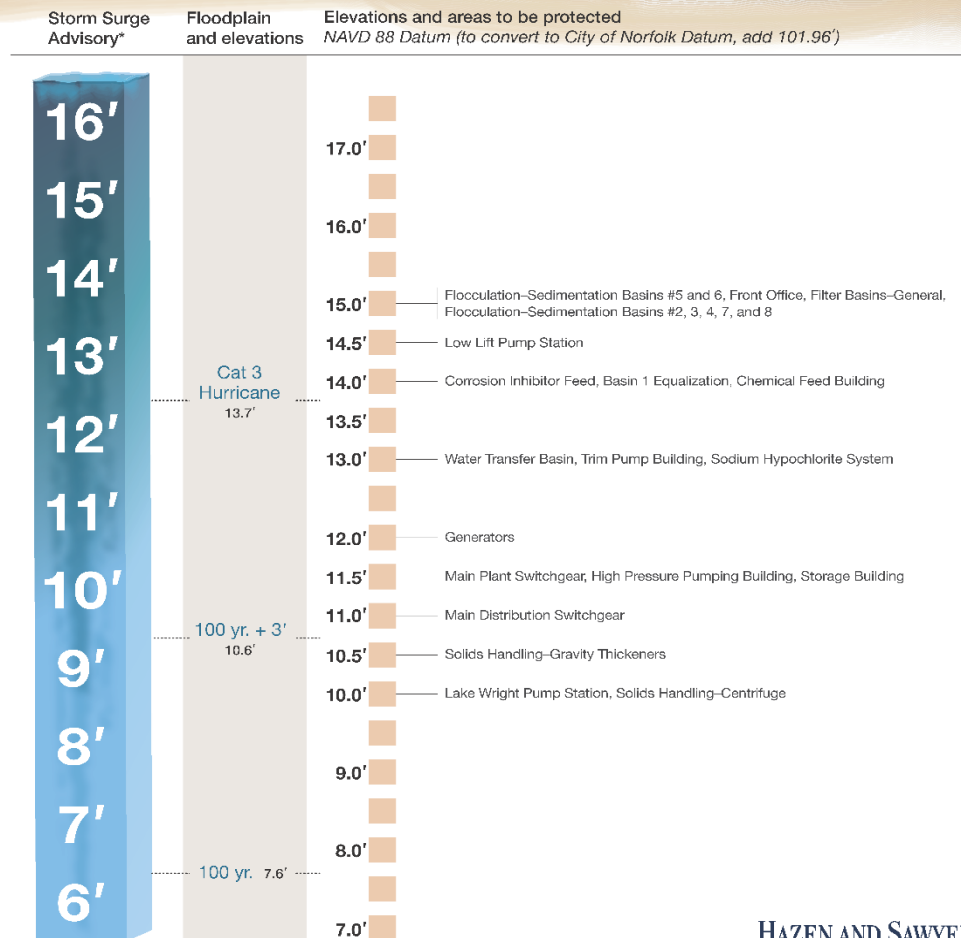 Storm Surge
Advisory*
Floodplain
and elevations
Elevations and areas to be protected
NAVD 88 Datum (to convert to City of Norfolk Datum, add 101.96′)
16′
15′
14′
13′
12′
11′
10′
9′
8′
7′
6′
Cat 3
Hurricane
13.7′
100 yr. + 3′
10.6′
100 yr. 7.6′
17.0′
16.0′
15.0′ Flocculation–Sedimentation Basins #5 and 6, Front Office, Filter Basins–General,
Flocculation–Sedimentation Basins #2, 3, 4, 7, and 8
14.5′ Low Lift Pump Station
14.0′ Corrosion Inhibitor Feed, Basin 1 Equalization, Chemical Feed Building
13.5′
13.0′ Water Transfer Basin, Trim Pump Building, Sodium Hypochlorite System
12.0′ Generators
11.5′ Main Plant Switchgear, High Pressure Pumping Building, Storage Building
11.0′ Main Distribution Switchgear
10.5′ Solids Handling–Gravity Thickeners
10.0′ Lake Wright Pump Station, Solids Handling–Centrifuge
9.0′
8.0′
7.0′
HAZEN AND SAWYE